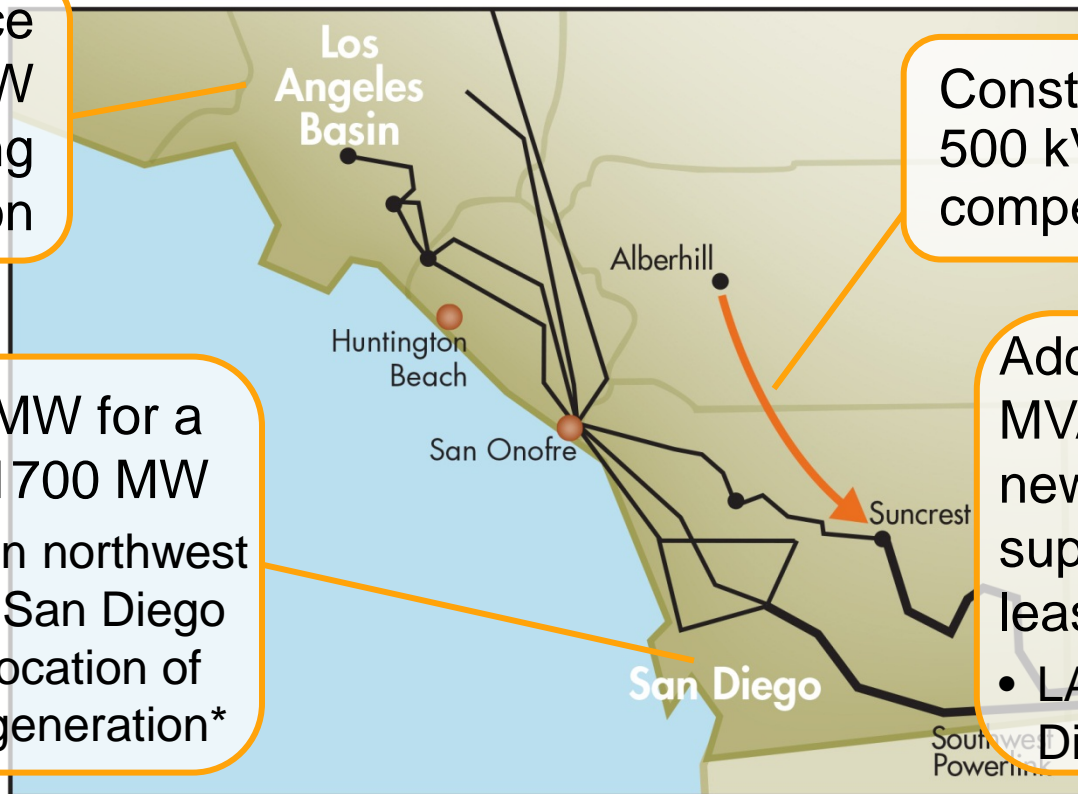 ce
W
ng
on
Los
Angeles
Basin
Const
500 kV
compe
Alberhill
Huntington
Beach
San Onofre
MW for a
1700 MW
n northwest
San Diego
ocation of
generation*
Suncrest
Add
MVA
new
sup
leas
• LA
Di
San Diego
Southwest
Powerlink